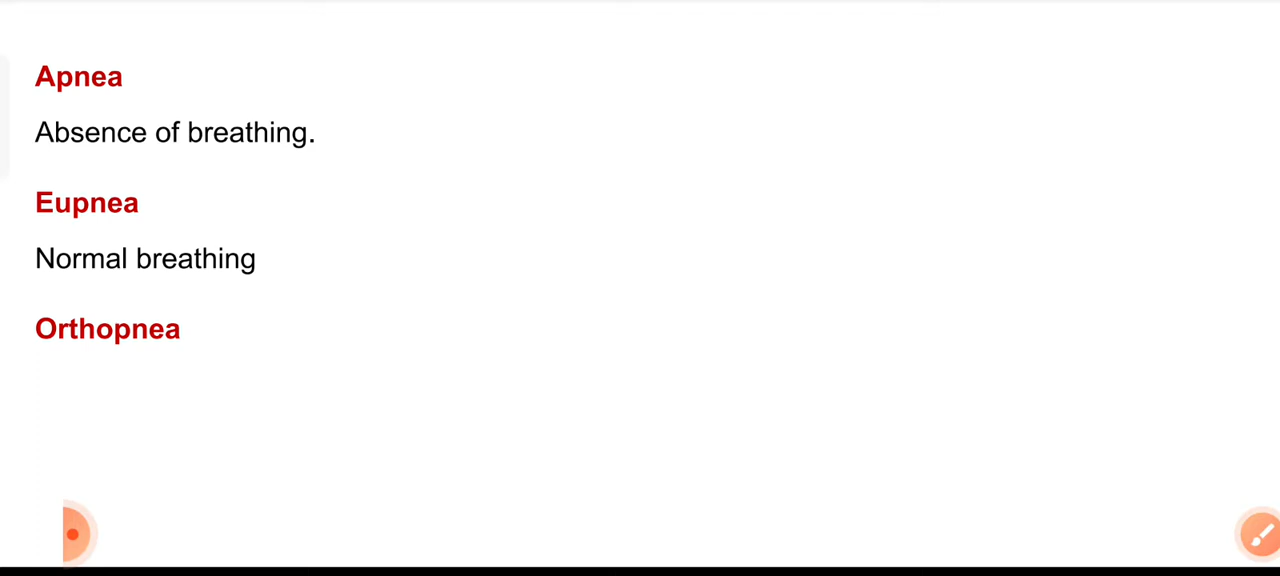 Apnea
Absence of breathing.
Eupnea
Normal breathing
Orthopnea